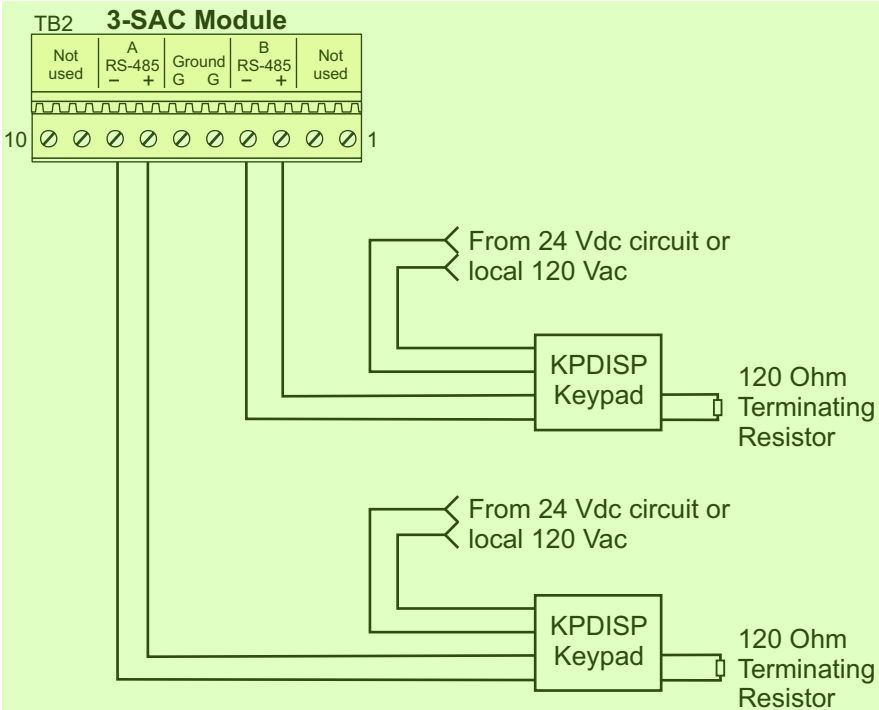 TB2 3-SAC Module
Not used
A RS-485 − +
Ground G G
B RS-485 − +
Not used
10
1
From 24 Vdc circuit or
local 120 Vac
KPDISP
Keypad
120 Ohm
Terminating
Resistor
From 24 Vdc circuit or
local 120 Vac
KPDISP
Keypad
120 Ohm
Terminating
Resistor